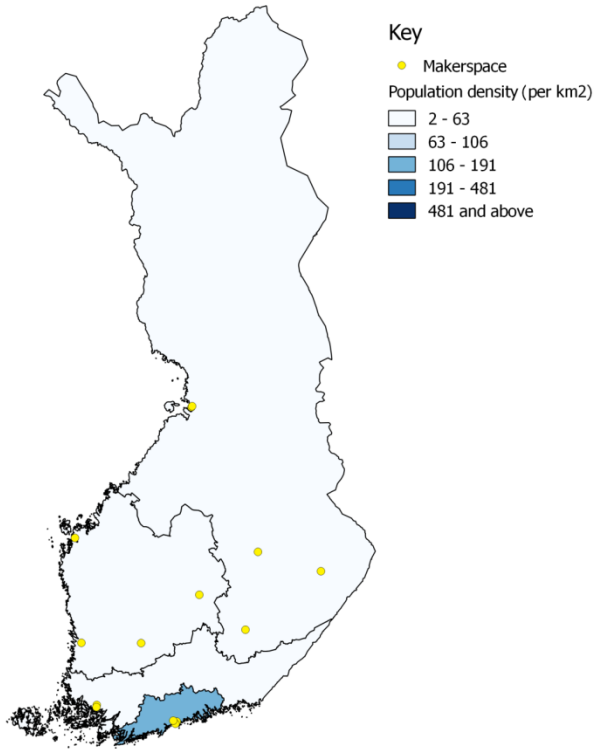 Key
Makerspace
Population density (per km2)
2 - 63
63 - 106
106 - 191
191 - 481
481 and above